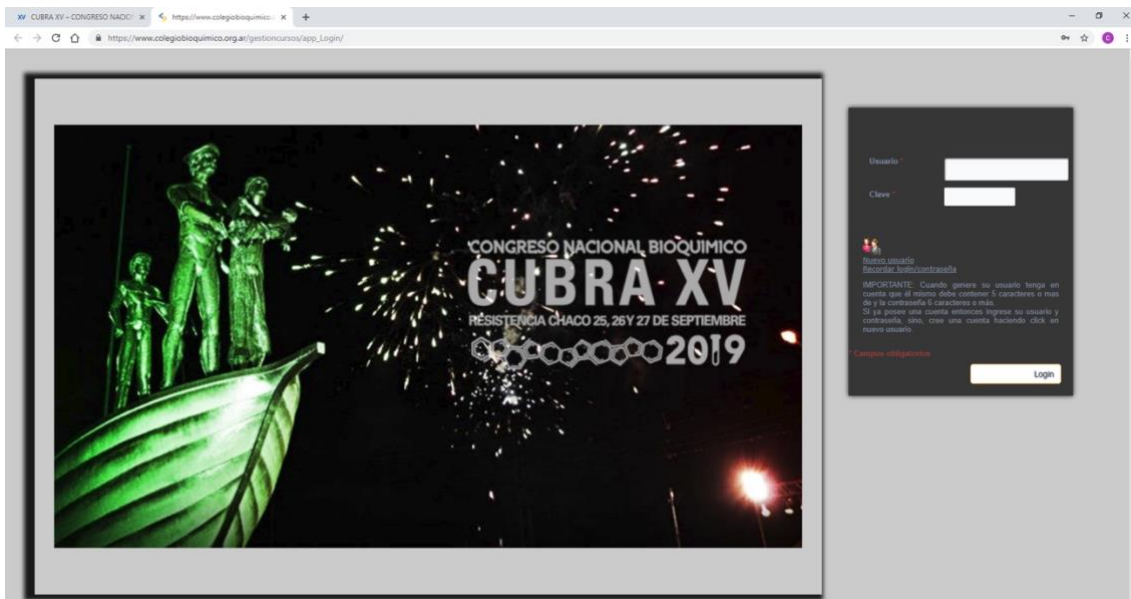 XV CUBRA XV – CONGRESO NACIO
https://www.colegiobioquimico.o
https://www.colegiobioquimico.org.ar/gestioncursos/app_Login/
CONGRESO NACIONAL BIOQUIMICO
CUBRA XV
RESISTENCIA CHACO 25, 26Y 27 DE SEPTIEMBRE
2019
Usuario *
Clave *
Nuevo usuario
Recordar login/contraseña
IMPORTANTE: Cuando genere su usuario tenga en
cuenta que él mismo debe contener 5 caracteres o mas
de y la contraseña 6 caracteres o más.
Si ya posee una cuenta entonces ingrese su usuario y
contraseña, sino, cree una cuenta haciendo click en
nuevo usuario.
* Campos obligatorios
Login